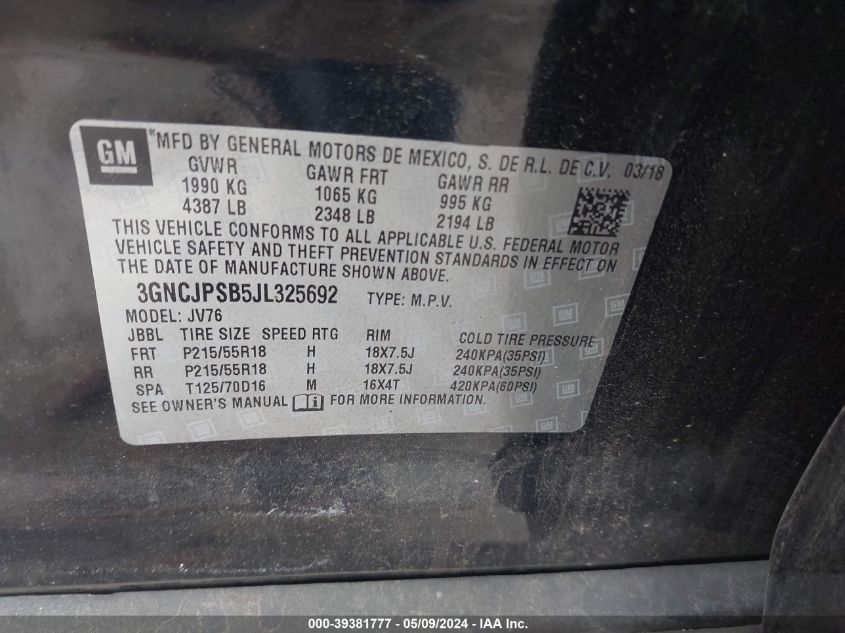 GM
*MFD BY GENERAL MOTORS DE MEXICO, S. DE R.L. DE C.V. 03/18
GVWR GAWR FRT GAWR RR
1990 KG 1065 KG 995 KG
4387 LB 2348 LB 2194 LB
THIS VEHICLE CONFORMS TO ALL APPLICABLE U.S. FEDERAL MOTOR
VEHICLE SAFETY AND THEFT PREVENTION STANDARDS IN EFFECT ON
THE DATE OF MANUFACTURE SHOWN ABOVE.
3GNCJPSB5JL325692 TYPE: M.P.V.
MODEL: JV76
JBBL TIRE SIZE SPEED RTG RIM COLD TIRE PRESSURE
FRT P215/55R18 H 18X7.5J 240KPA(35PSI)
RR P215/55R18 H 18X7.5J 240KPA(35PSI)
SPA T125/70D16 M 16X4T 420KPA(60PSI)
SEE OWNER'S MANUAL FOR MORE INFORMATION.
000-39381777 - 05/09/2024 - IAA Inc.